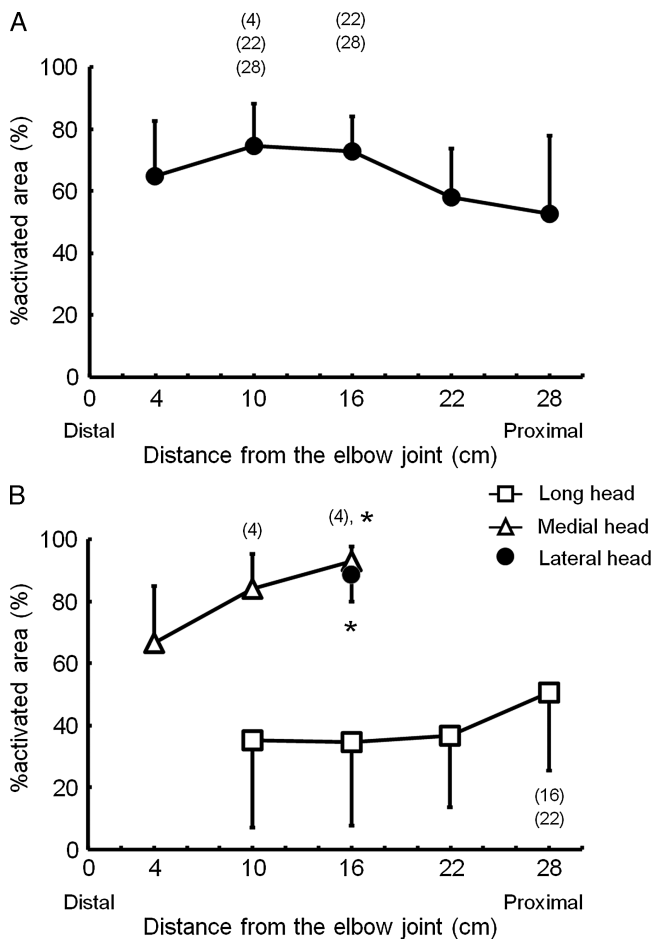 A
(4) (22)
(22) (28)
(28)
100
80
60
40
20
0
%activated area (%)
0 4 10 16 22 28
Distal Proximal
Distance from the elbow joint (cm)
B
Long head
Medial head
Lateral head
(4) (4), *
*
(16)
(22)
100
80
60
40
20
0
%activated area (%)
0 4 10 16 22 28
Distal Proximal
Distance from the elbow joint (cm)